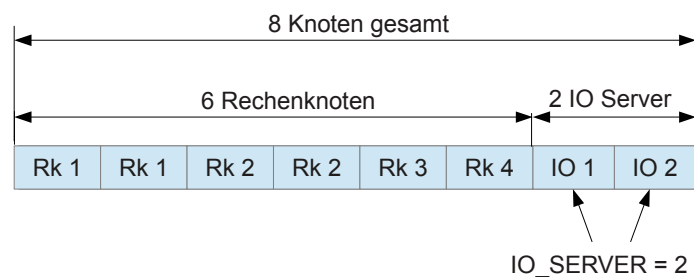 8 Knoten gesamt
6 Rechenknoten 2 IO Server
Rk 1 Rk 1 Rk 2 Rk 2 Rk 3 Rk 4 IO 1 IO 2
IO_SERVER = 2